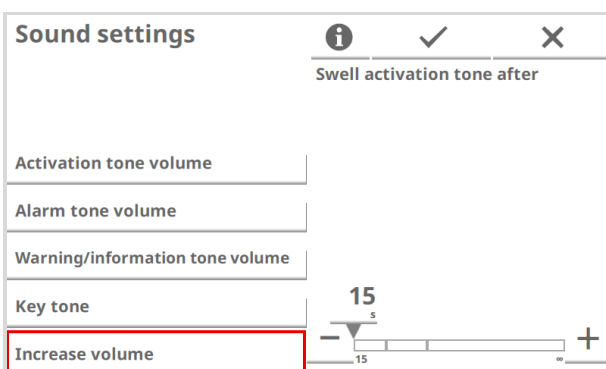 Sound settings
Swell activation tone after
Activation tone volume
Alarm tone volume
Warning/information tone volume
Key tone
Increase volume
15
s
15
∞